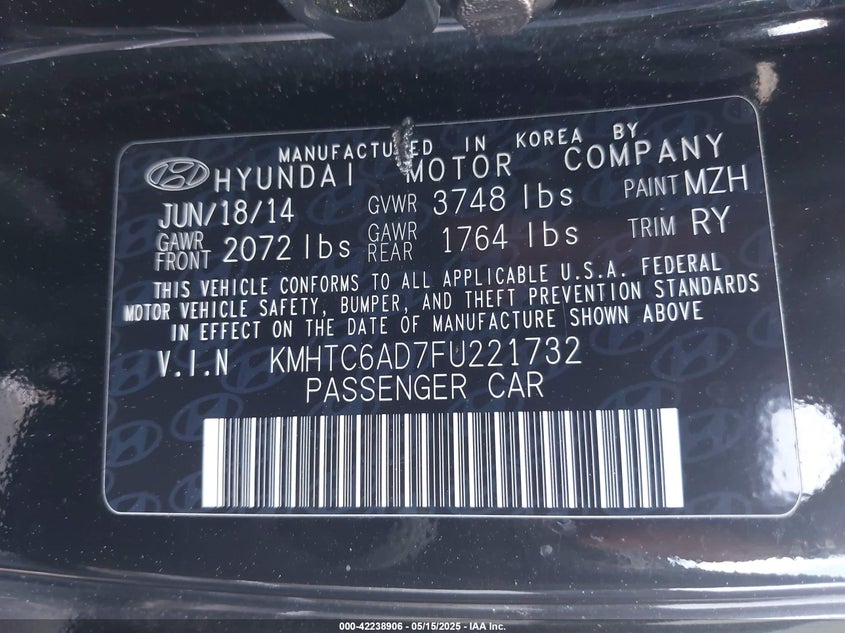 MANUFACTURED IN KOREA BY
HYUNDAI MOTOR COMPANY
JUN/18/14 GVWR 3748 lbs PAINT MZH
GAWR FRONT 2072 lbs GAWR REAR 1764 lbs TRIM RY
THIS VEHICLE CONFORMS TO ALL APPLICABLE U.S.A. FEDERAL
MOTOR VEHICLE SAFETY, BUMPER, AND THEFT PREVENTION STANDARDS
IN EFFECT ON THE DATE OF MANUFACTURE SHOWN ABOVE
V.I.N KMHTC6AD7FU221732
PASSENGER CAR
000-42238906 - 05/15/2025 - IAA Inc.